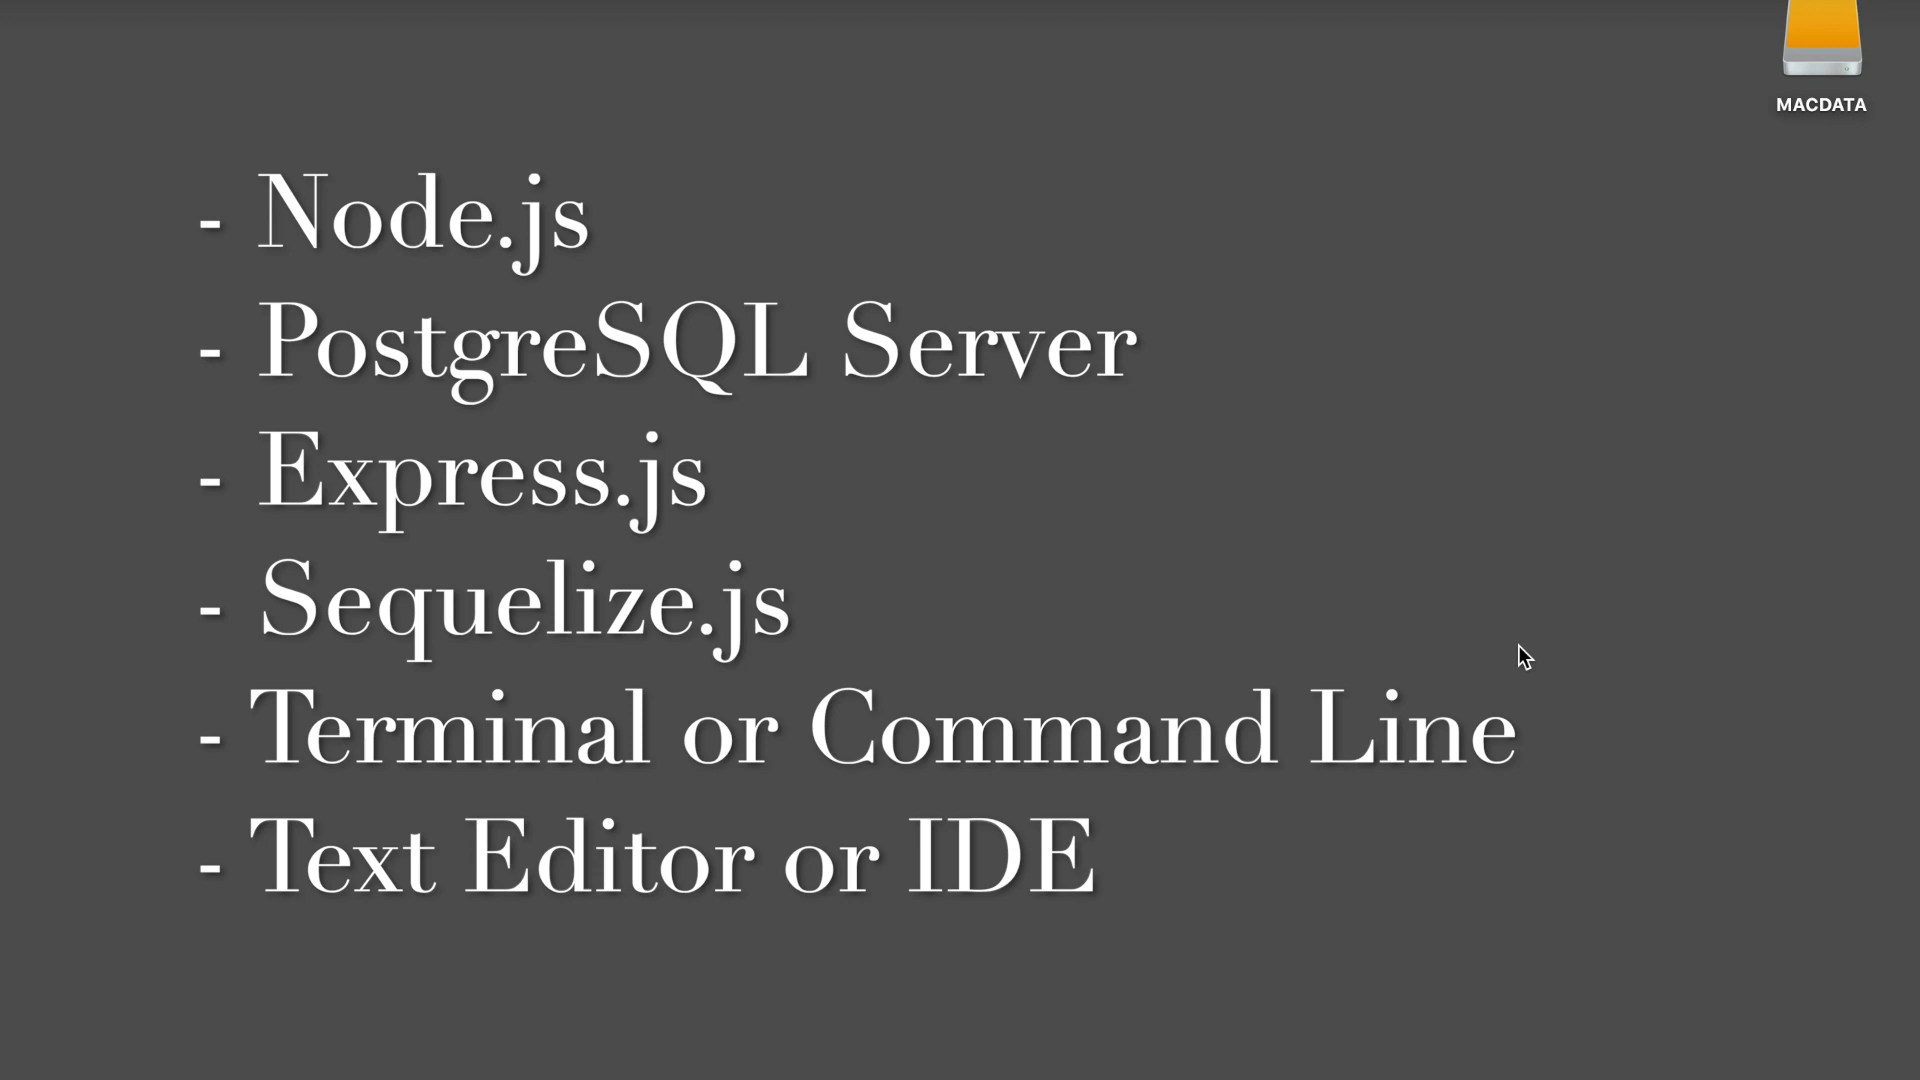 MACDATA
- Node.js
- PostgreSQL Server
- Express.js
- Sequelize.js
- Terminal or Command Line
- Text Editor or IDE